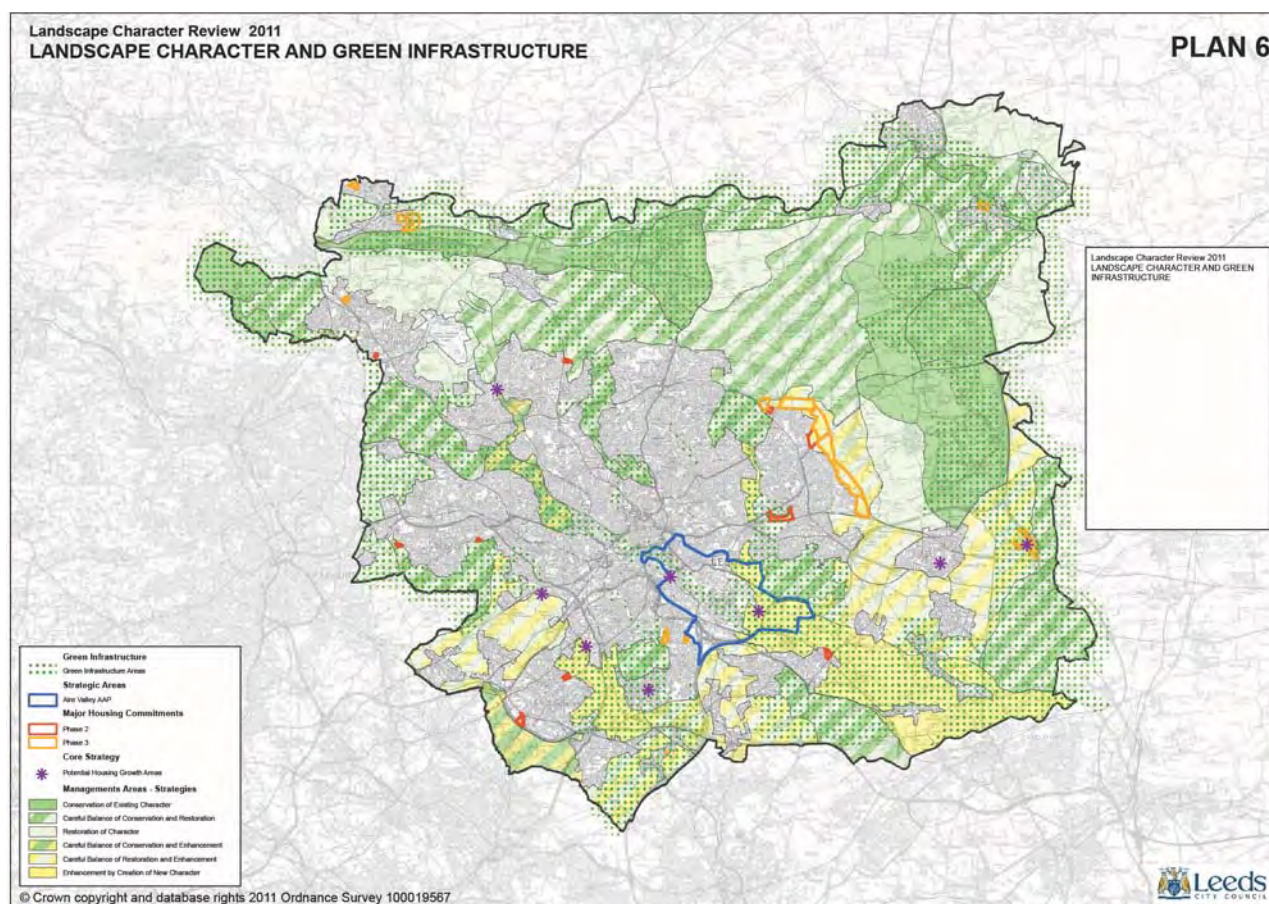 Landscape Character Review 2011
LANDSCAPE CHARACTER AND GREEN INFRASTRUCTURE
PLAN 6
Landscape Character Review 2011
LANDSCAPE CHARACTER AND GREEN
INFRASTRUCTURE
Green Infrastructure
Green Infrastructure Areas
Strategic Areas
Aire Valley AAP
Major Housing Commitments
Phase 2
Phase 3
Core Strategy
Potential Housing Growth Areas
Managements Areas - Strategies
Conservation of Existing Character
Careful Balance of Conservation and Restoration
Restoration of Character
Careful Balance of Conservation and Enhancement
Careful Balance of Restoration and Enhancement
Enhancement by Creation of New Character
© Crown copyright and database rights 2011 Ordnance Survey 100019567
Leeds
CITY COUNCIL